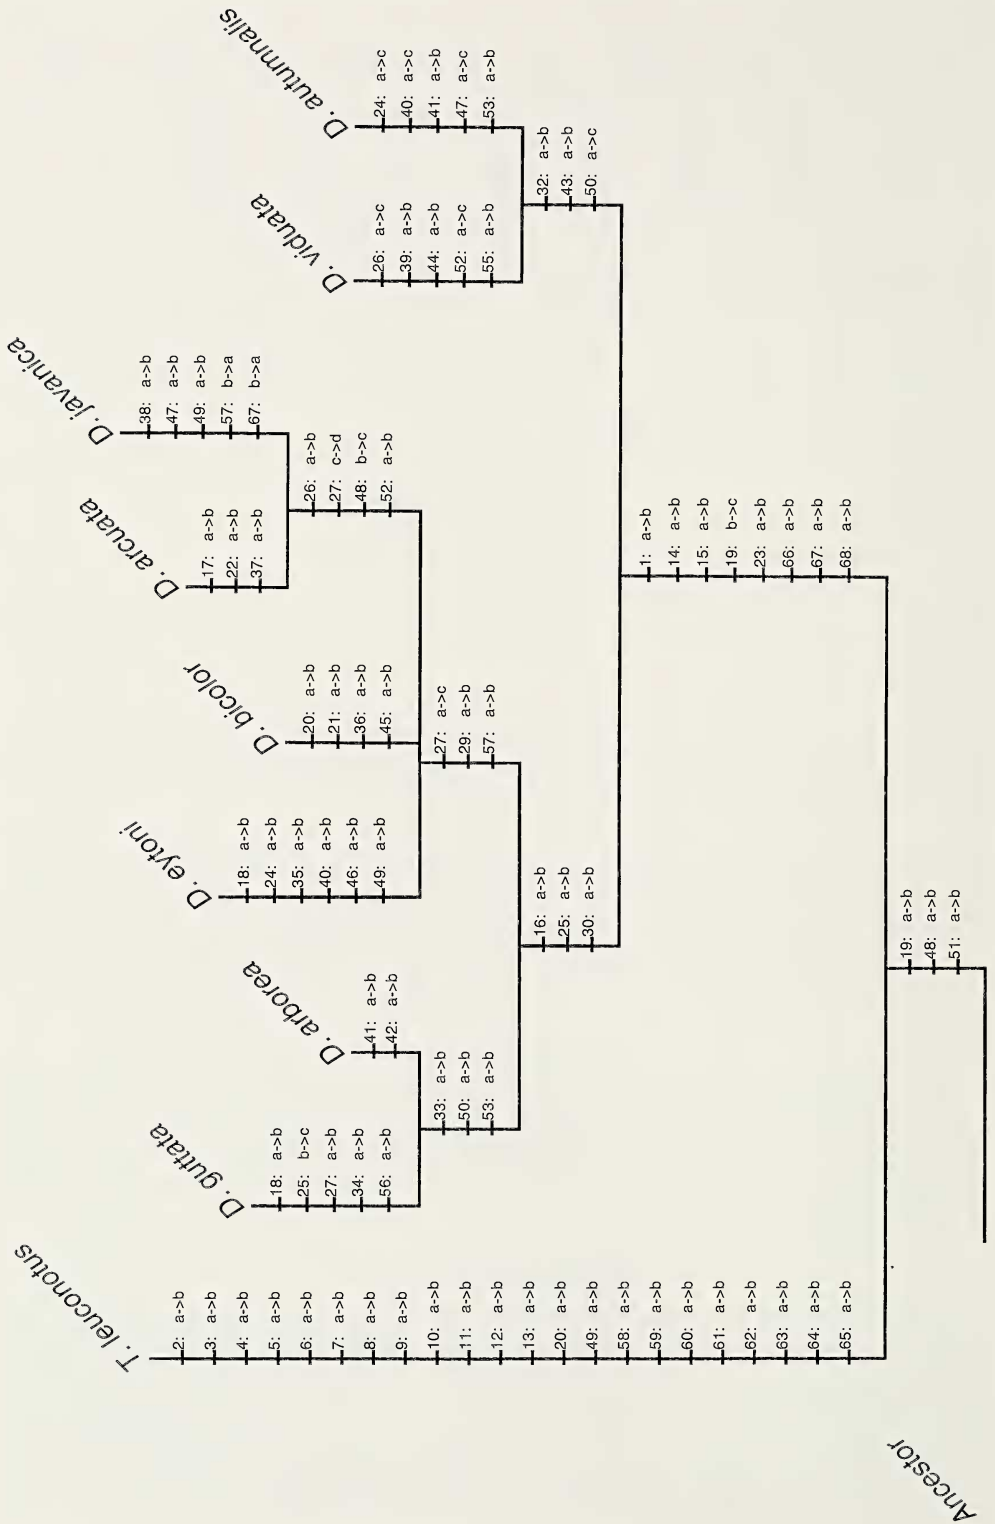 D. autumnalis
24: a->c
40: a->c
41: a->b
47: a->c
53: a->b
D. viduata
26: a->c
39: a->b
44: a->b
52: a->c
55: a->b
32: a->b
43: a->b
50: a->c
D. javanica
38: a->b
47: a->b
49: a->b
57: b->a
67: b->a
D. arcuata
17: a->b
22: a->b
37: a->b
26: a->b
27: c->d
48: b->c
52: a->b
D. bicolor
20: a->b
21: a->b
36: a->b
45: a->b
D. eytoni
18: a->b
24: a->b
35: a->b
40: a->b
46: a->b
49: a->b
27: a->c
29: a->b
57: a->b
D. arborea
41: a->b
42: a->b
D. guttata
18: a->b
25: b->c
27: a->b
34: a->b
56: a->b
33: a->b
50: a->b
53: a->b
16: a->b
25: a->b
30: a->b
1: a->b
14: a->b
15: a->b
19: b->c
23: a->b
66: a->b
67: a->b
68: a->b
T. leuconotus
2: a->b
3: a->b
4: a->b
5: a->b
6: a->b
7: a->b
8: a->b
9: a->b
10: a->b
11: a->b
12: a->b
13: a->b
20: a->b
49: a->b
58: a->b
59: a->b
60: a->b
61: a->b
62: a->b
63: a->b
64: a->b
65: a->b
19: a->b
48: a->b
51: a->b
Ancestor